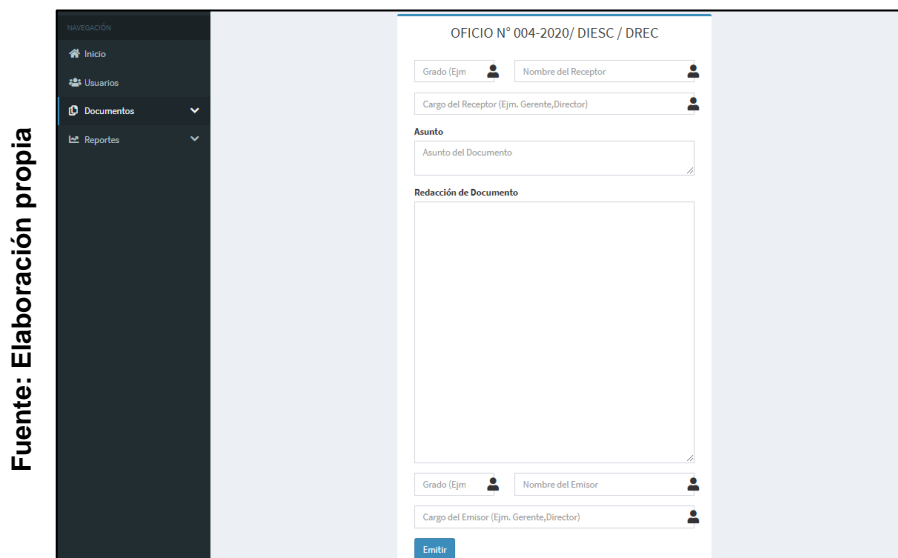 Fuente: Elaboración propia
NAVEGACIÓN
Inicio
Usuarios
Documentos
Reportes
OFICIO N° 004-2020/ DIESC / DREC
Grado (Ejm
Nombre del Receptor
Cargo del Receptor (Ejm. Gerente,Director)
Asunto
Asunto del Documento
Redacción de Documento
Grado (Ejm
Nombre del Emisor
Cargo del Emisor (Ejm. Gerente,Director)
Emitir